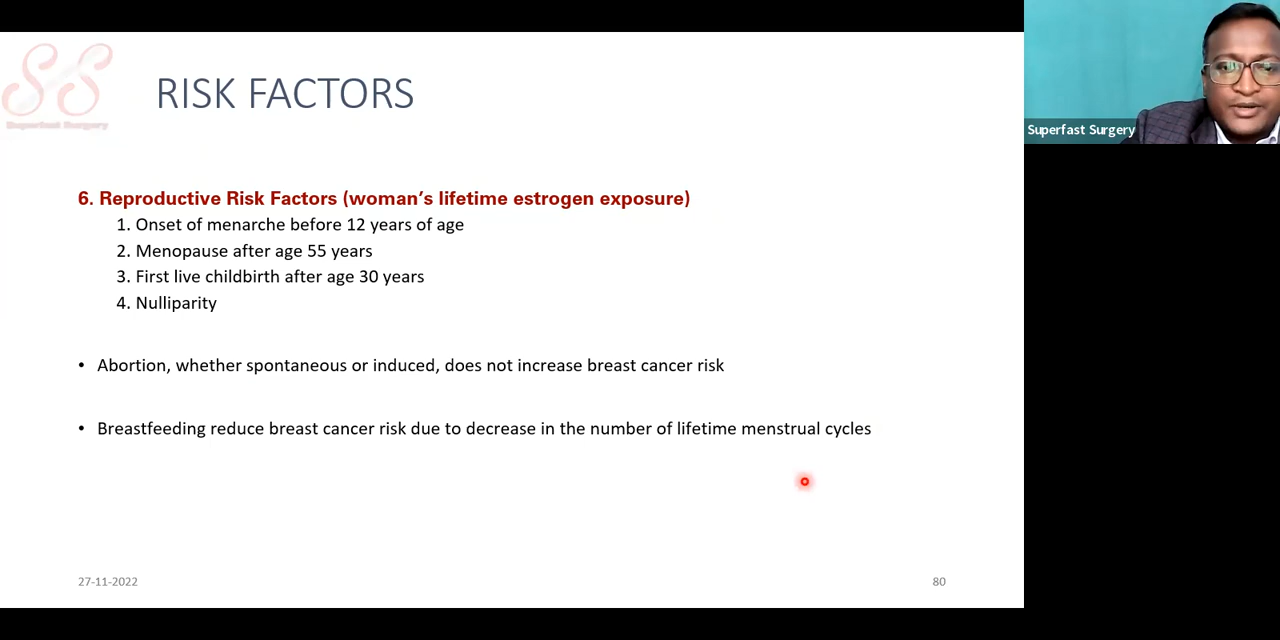 SS
Superfast Surgery
RISK FACTORS
Superfast Surgery
6. Reproductive Risk Factors (woman’s lifetime estrogen exposure)
1. Onset of menarche before 12 years of age
2. Menopause after age 55 years
3. First live childbirth after age 30 years
4. Nulliparity
• Abortion, whether spontaneous or induced, does not increase breast cancer risk
• Breastfeeding reduce breast cancer risk due to decrease in the number of lifetime menstrual cycles
27-11-2022
80